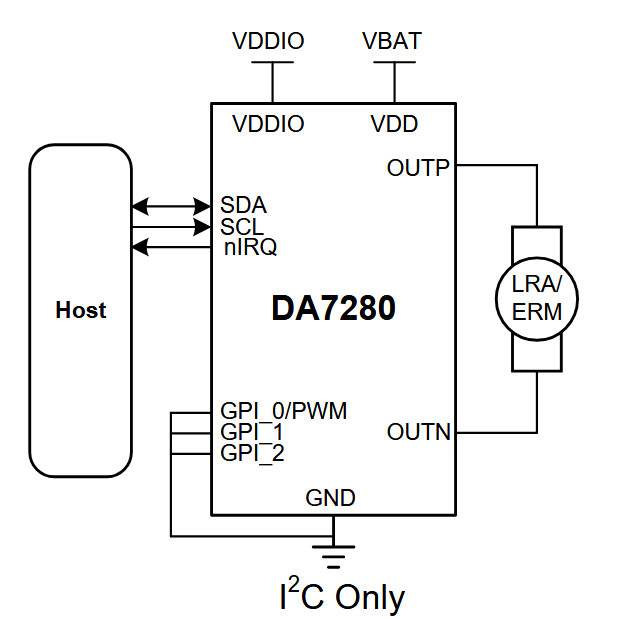 VDDIO VBAT
VDDIO VDD
OUTP
SDA
SCL
nIRQ
LRA/
ERM
Host
DA7280
GPI_0/PWM
GPI_1
GPI_2
OUTN
GND
I²C Only